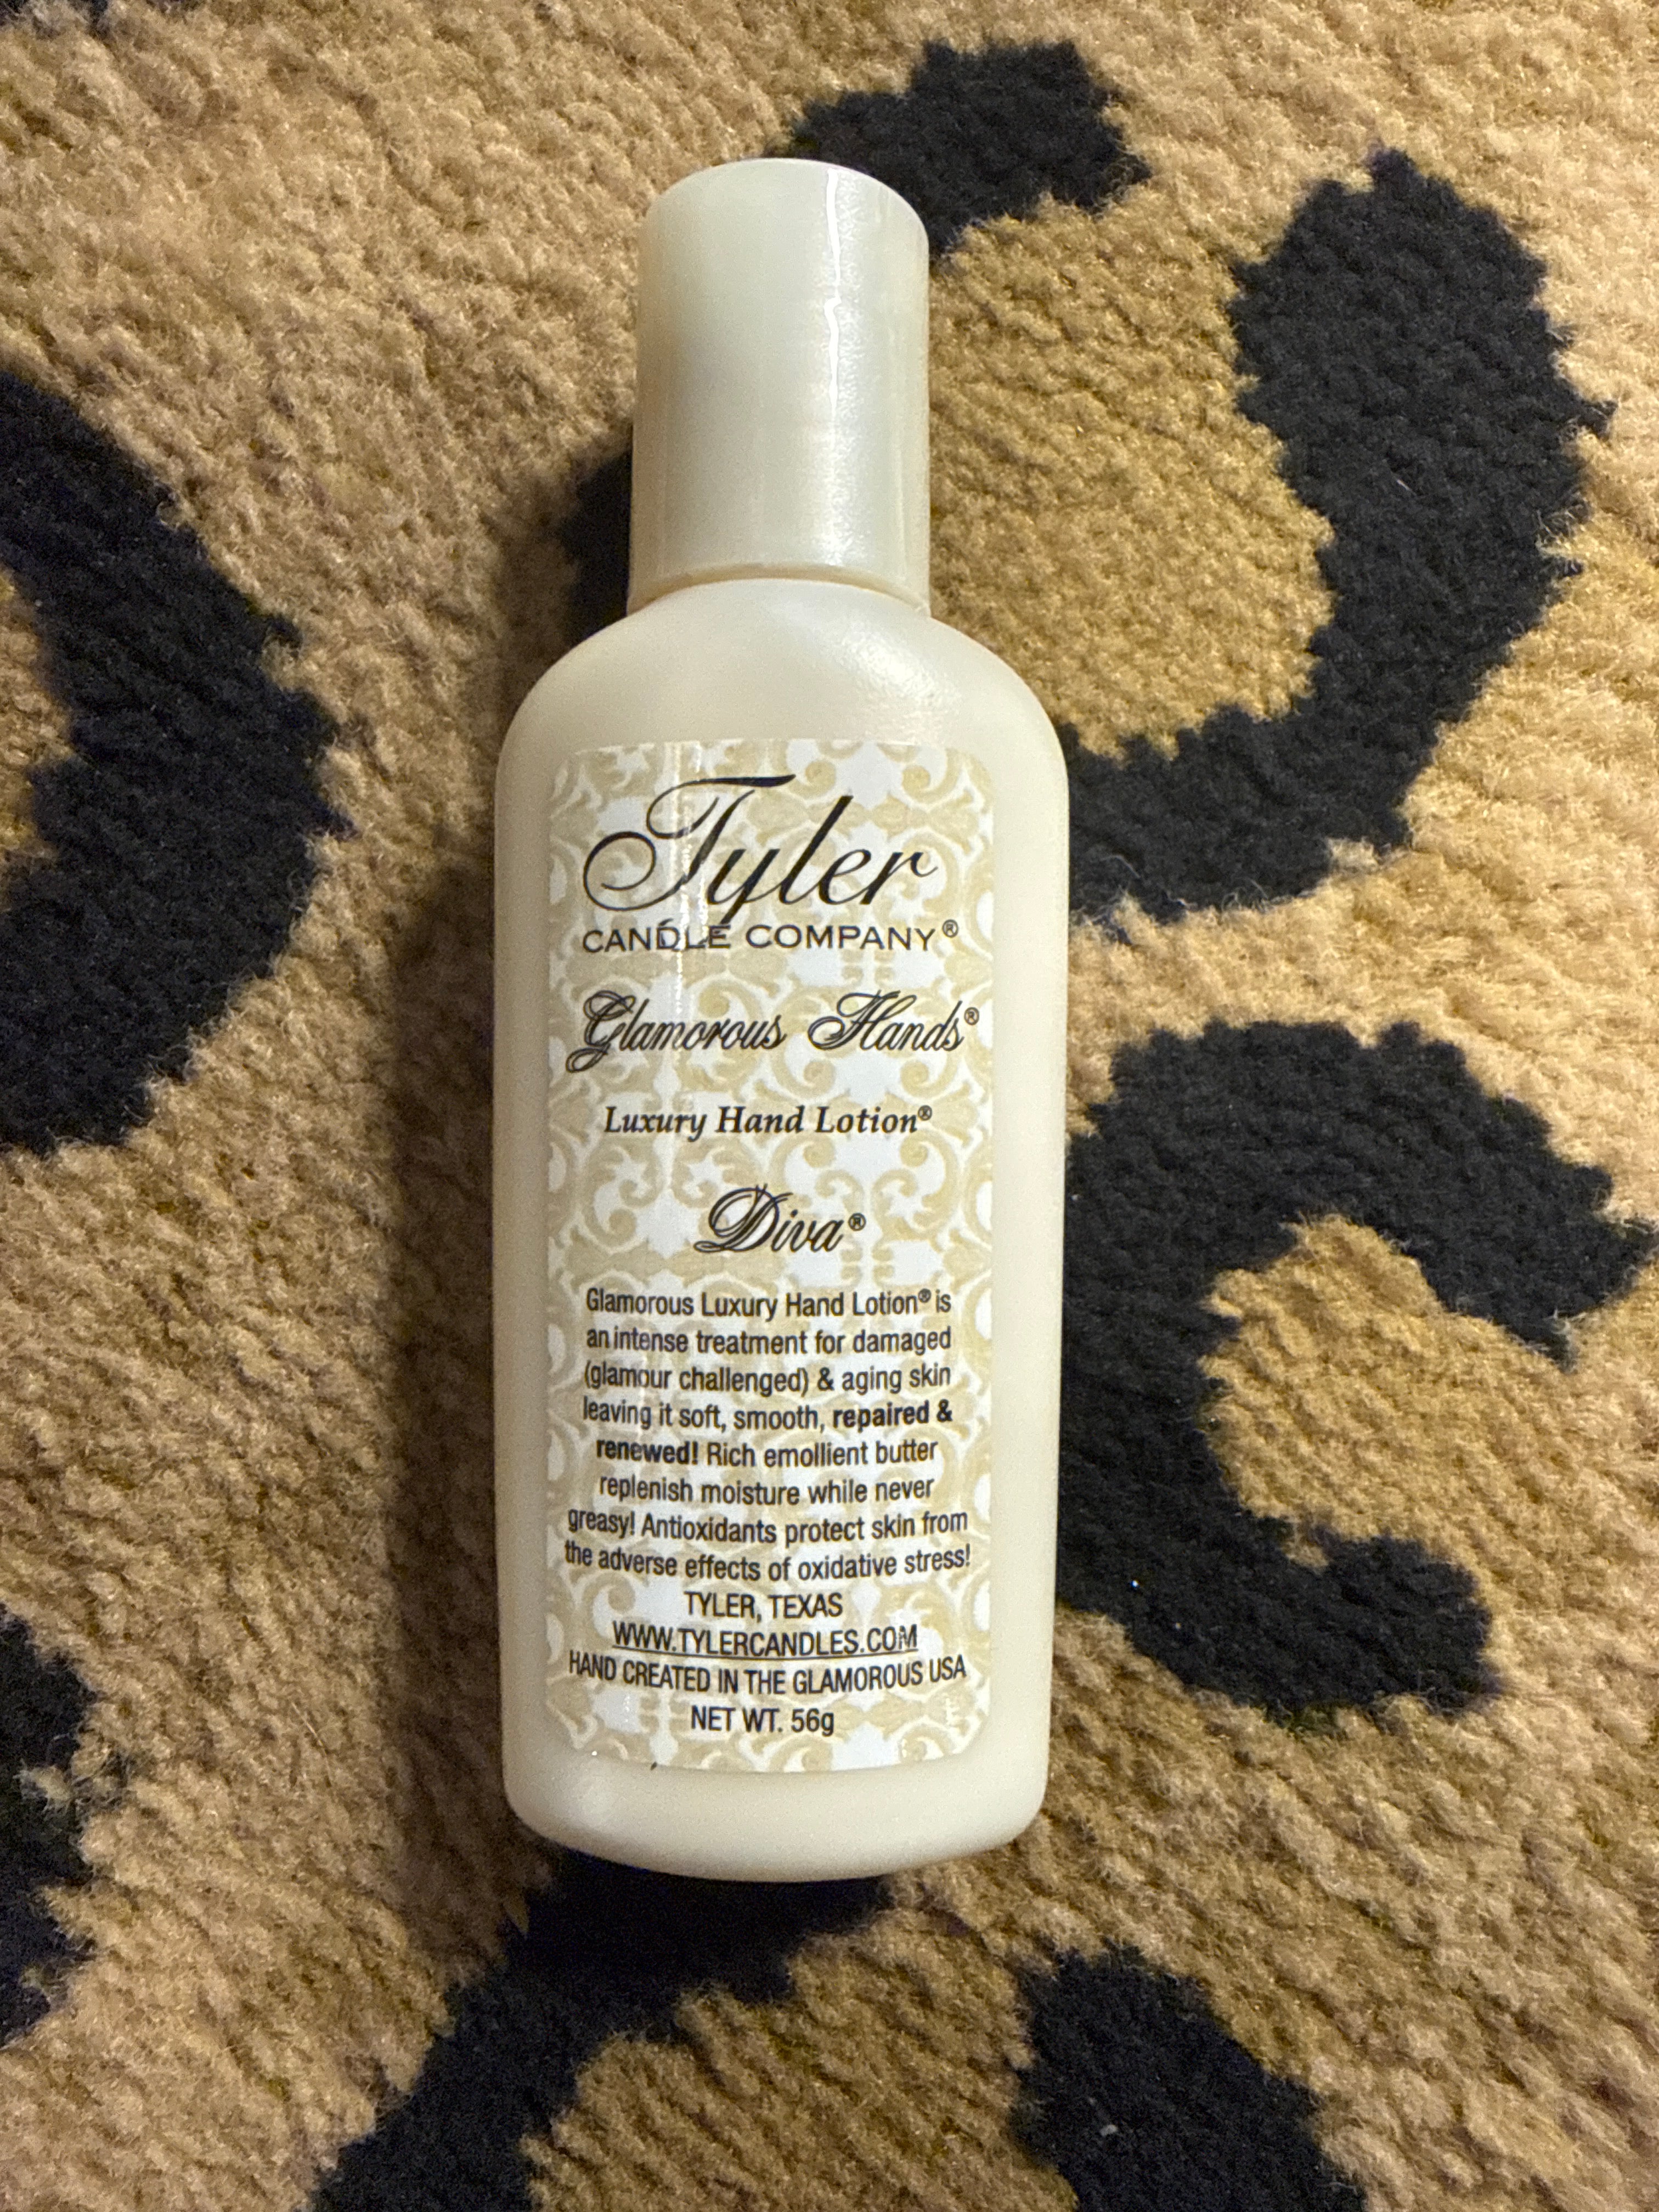 Tyler
CANDLE COMPANY®
Glamorous Hands®
Luxury Hand Lotion®
Diva®
Glamorous Luxury Hand Lotion® is
an intense treatment for damaged
(glamour challenged) & aging skin
leaving it soft, smooth, repaired &
renewed! Rich emollient butter
replenish moisture while never
greasy! Antioxidants protect skin from
the adverse effects of oxidative stress!
TYLER, TEXAS
WWW.TYLERCANDLES.COM
HAND CREATED IN THE GLAMOROUS USA
NET WT. 56g